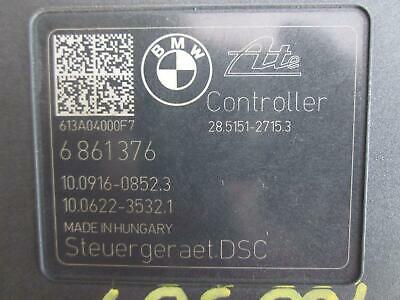 BMW Ate
Controller
613A04000F7 28.5151-2715.3
6 861376
10.0916-0852.3
10.0622-3532.1
MADE IN HUNGARY
Steuergeraet.DSC